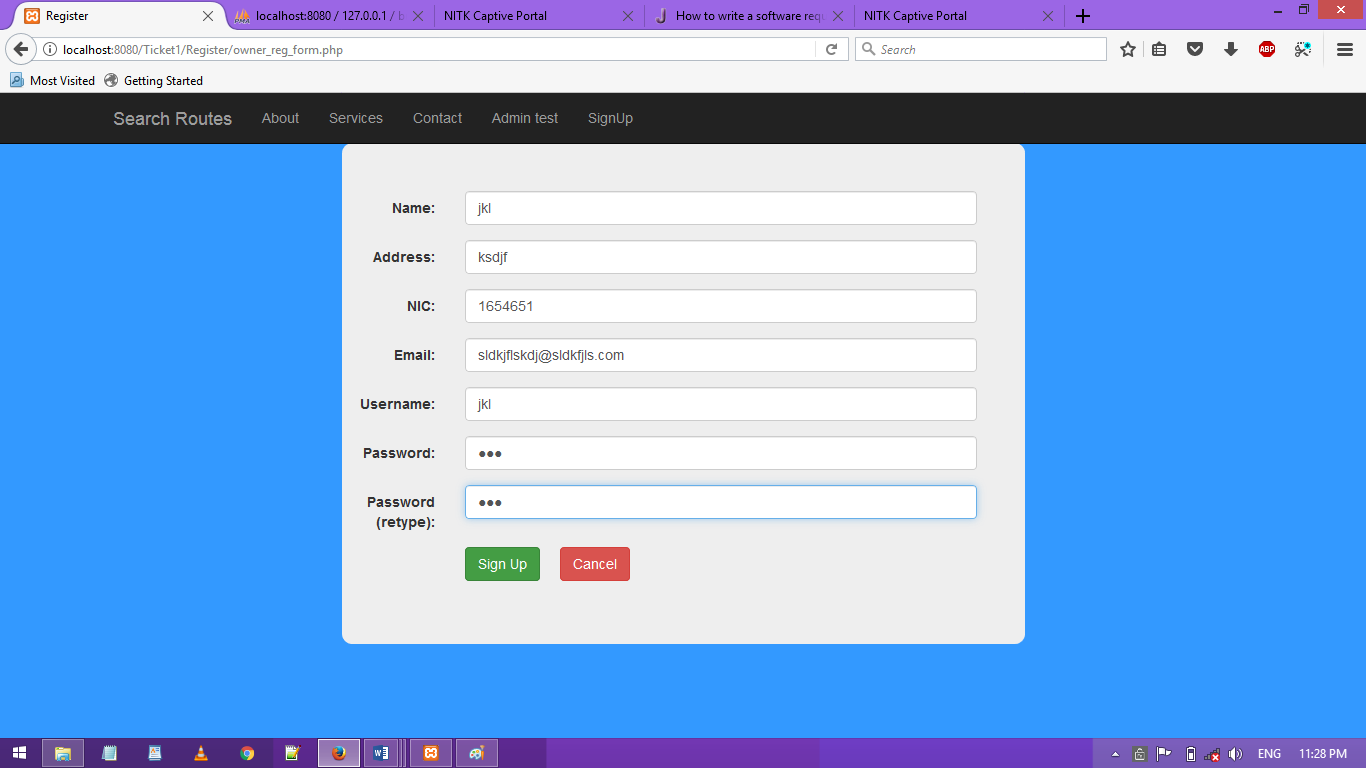 Register
localhost:8080 / 127.0.0.1 / b
NITK Captive Portal
How to write a software requ
NITK Captive Portal
localhost:8080/Ticket1/Register/owner_reg_form.php
Search
ABP
Most Visited
Getting Started
Search Routes About Services Contact Admin test SignUp
Name: jkl
Address: ksdjf
NIC: 1654651
Email: sldkjflskdj@sldkfjls.com
Username: jkl
Password: •••
Password
(retype): •••
Sign Up Cancel
ENG 11:28 PM